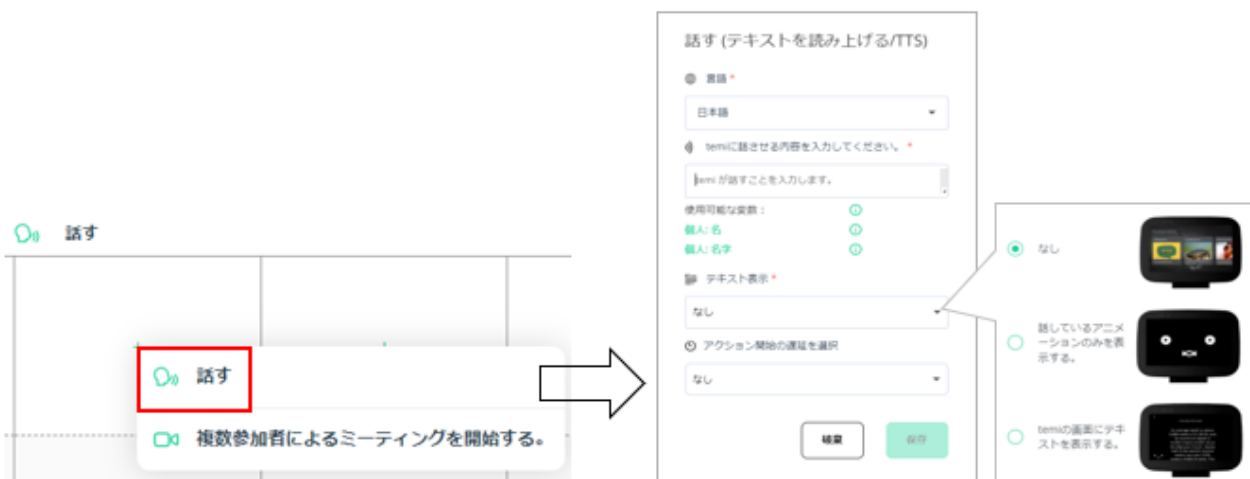 話す
話す
複数参加者によるミーティングを開始する。
話す (テキストを読み上げる/TTS)
言語 *
日本語
temiに話させる内容を入力してください。 *
temi が話すことを入力します。
使用可能な変数：
個人: 名
個人: 名字
テキスト表示 *
なし
アクション開始の遅延を選択
なし
破棄
保存
なし
話しているアニメ
ーションのみを表
示する。
temiの画面にテキ
ストを表示する。